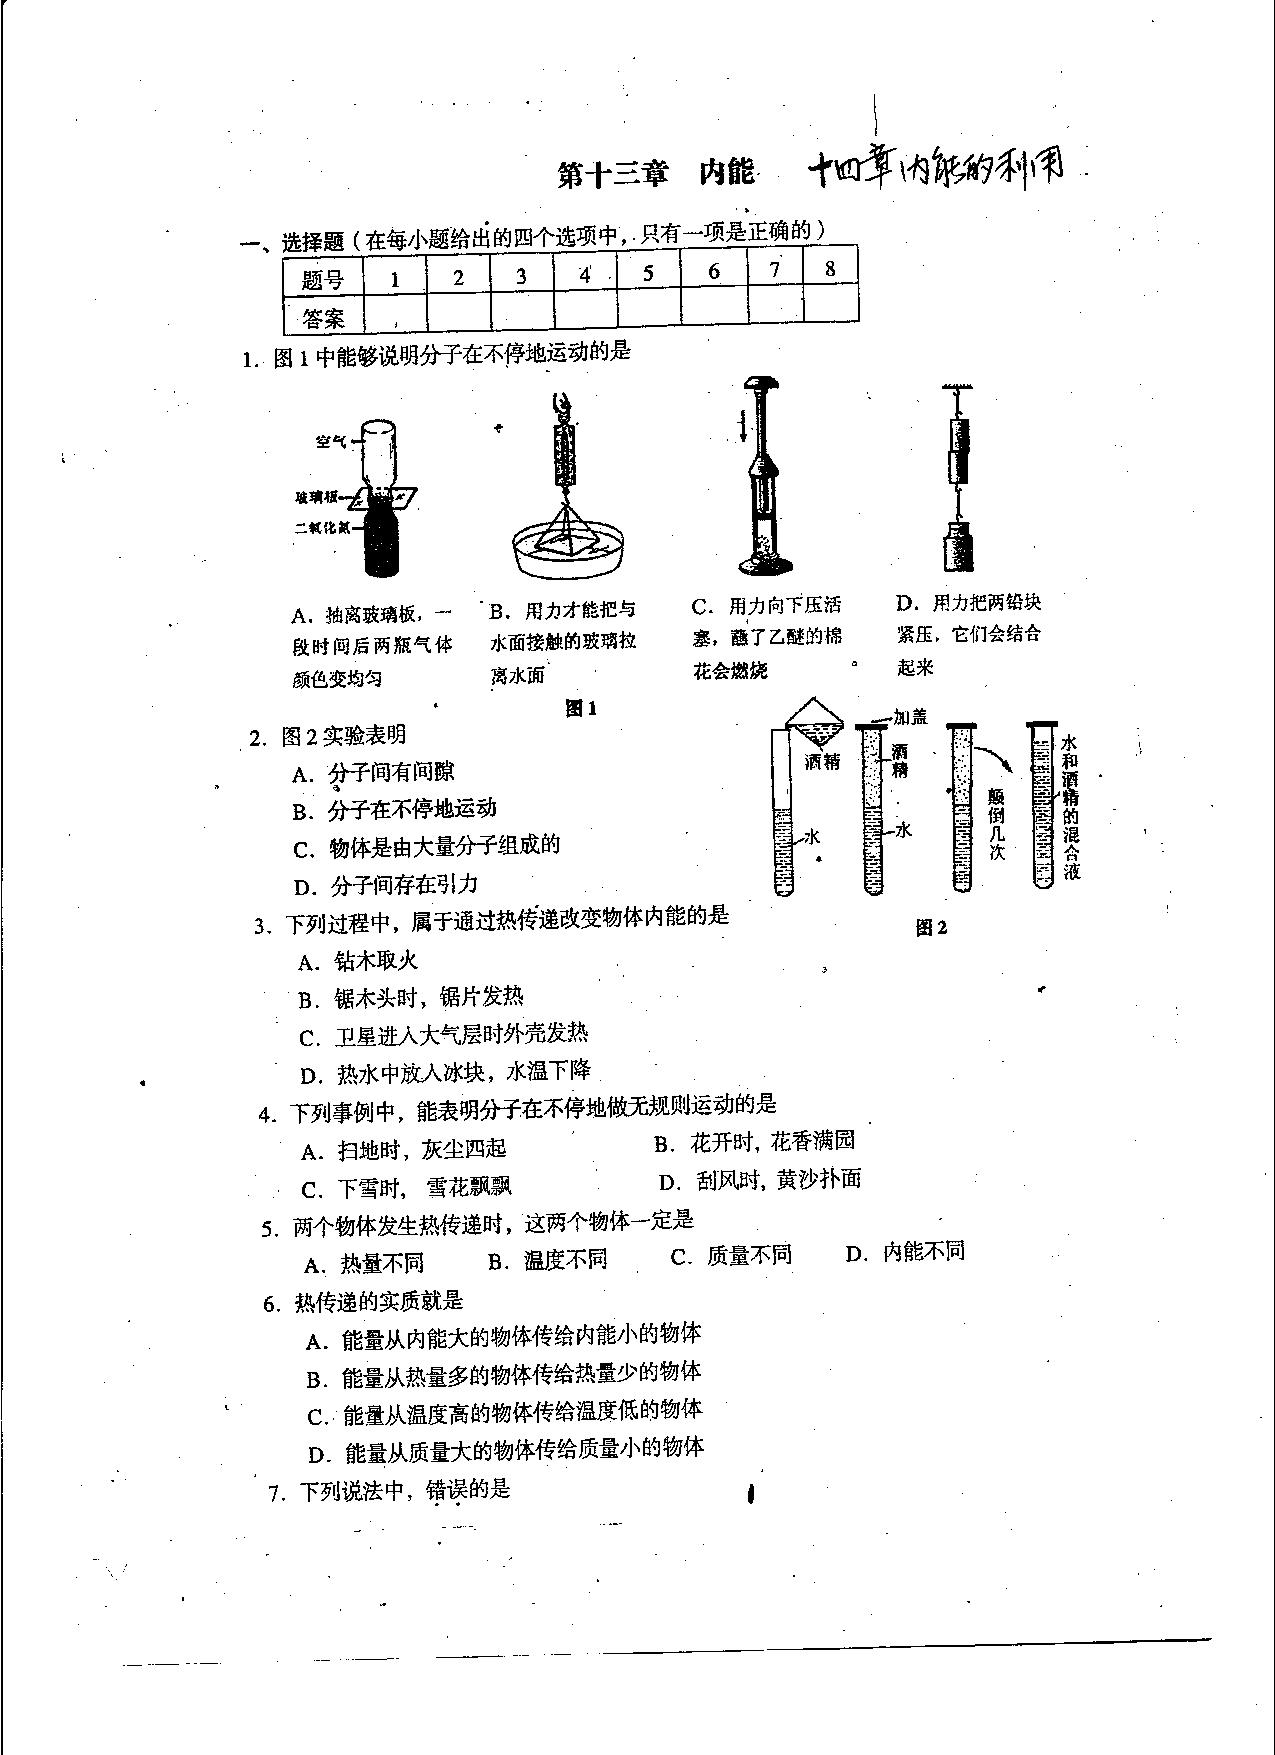 第十三章 内能 十四章内能的利用
一、选择题（在每小题给出的四个选项中，只有一项是正确的）
题号 1 2 3 4 5 6 7 8
答案
1. 图1中能够说明分子在不停地运动的是
空气
玻璃板
二氧化氮
A．抽离玻璃板，一
段时间后两瓶气体
颜色变均匀
B．用力才能把与
水面接触的玻璃拉
离水面
C．用力向下压活
塞，蘸了乙醚的棉
花会燃烧
D．用力把两铅块
紧压，它们会结合
起来
图1
2. 图2实验表明
A．分子间有间隙
B．分子在不停地运动
C．物体是由大量分子组成的
D．分子间存在引力
酒精
水
加盖
酒精
水
颠倒几次
水和酒精的混合液
图2
3. 下列过程中，属于通过热传递改变物体内能的是
A．钻木取火
B．锯木头时，锯片发热
C．卫星进入大气层时外壳发热
D．热水中放入冰块，水温下降
4. 下列事例中，能表明分子在不停地做无规则运动的是
A．扫地时，灰尘四起 B．花开时，花香满园
C．下雪时，雪花飘飘 D．刮风时，黄沙扑面
5. 两个物体发生热传递时，这两个物体一定是
A．热量不同 B．温度不同 C．质量不同 D．内能不同
6. 热传递的实质就是
A．能量从内能大的物体传给内能小的物体
B．能量从热量多的物体传给热量少的物体
C．能量从温度高的物体传给温度低的物体
D．能量从质量大的物体传给质量小的物体
7. 下列说法中，错误的是